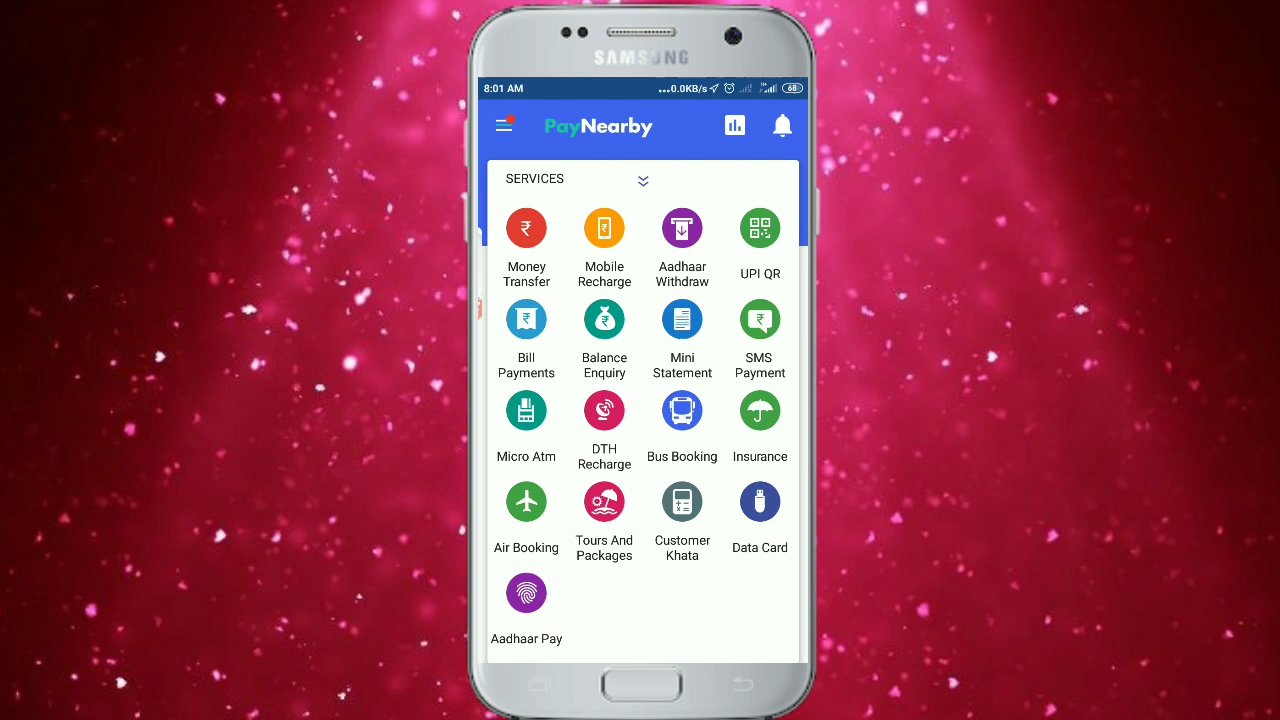 SAMSUNG
8:01 AM
...0.0KB/s
68
PayNearby
SERVICES
Money Transfer
Mobile Recharge
Aadhaar Withdraw
UPI QR
Bill Payments
Balance Enquiry
Mini Statement
SMS Payment
Micro Atm
DTH Recharge
Bus Booking
Insurance
Air Booking
Tours And Packages
Customer Khata
Data Card
Aadhaar Pay